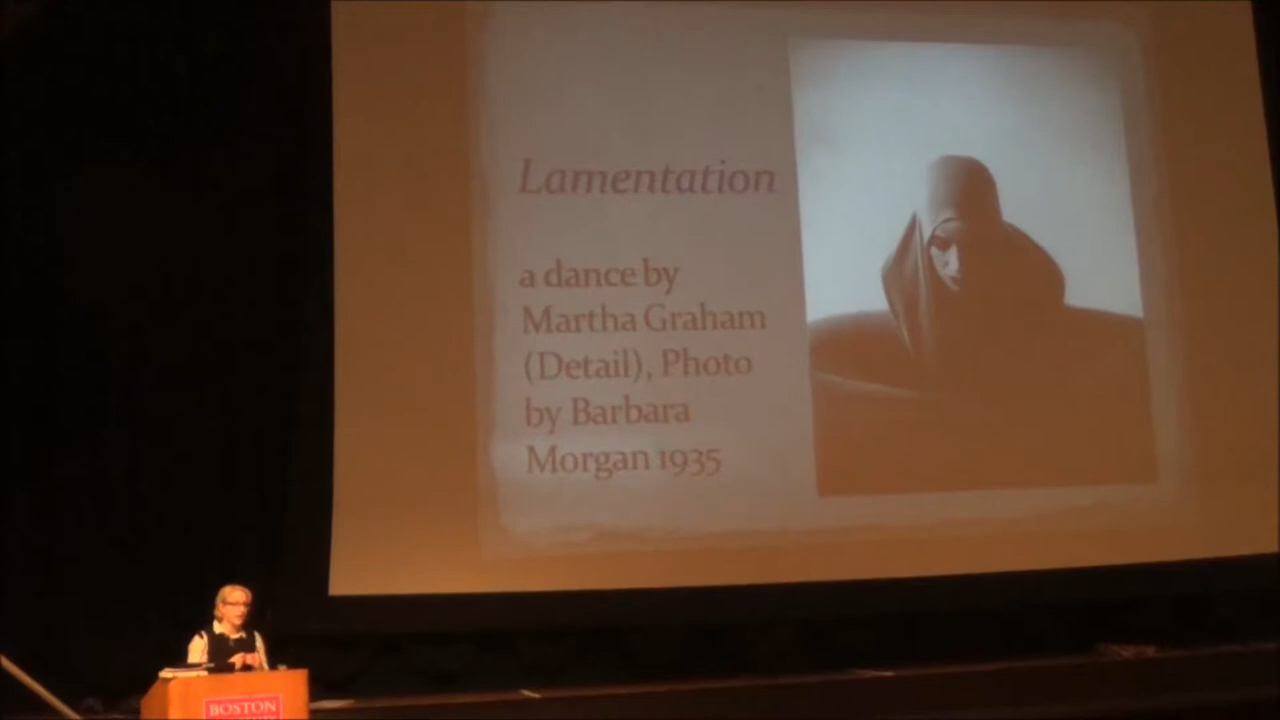 Lamentation
a dance by
Martha Graham
(Detail), Photo
by Barbara
Morgan 1935
BOSTON